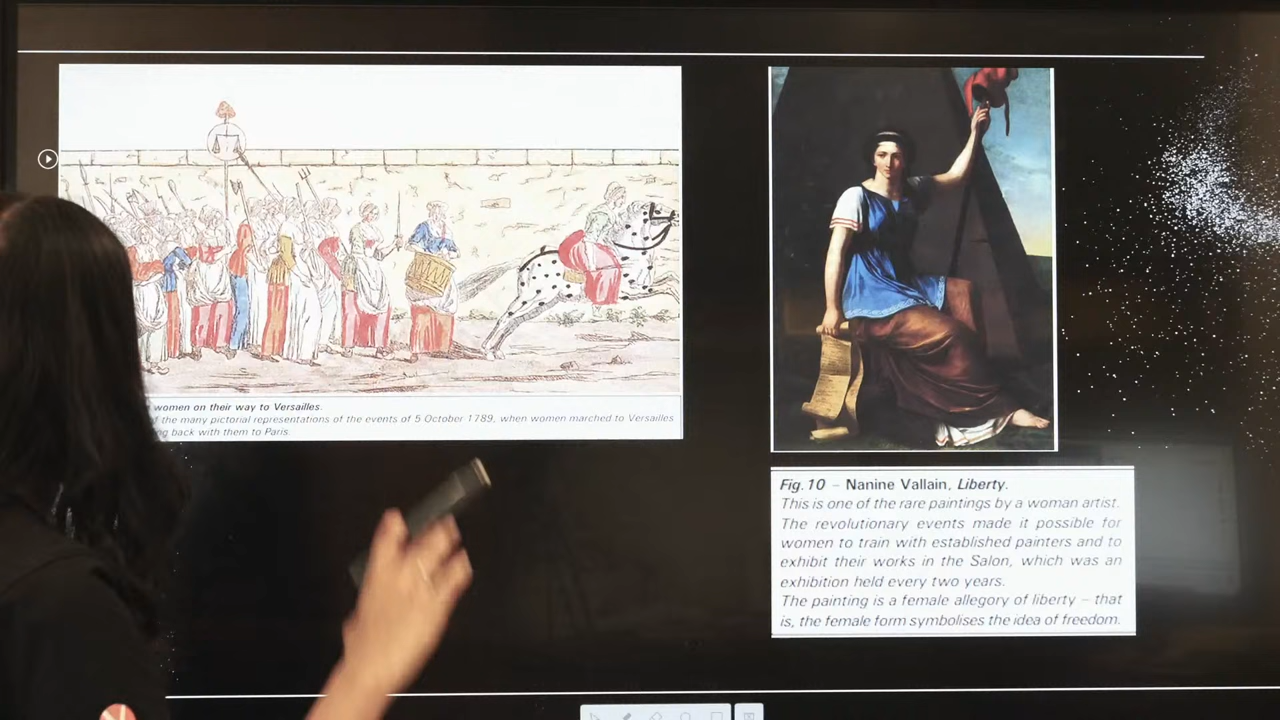 women on their way to Versailles.
the many pictorial representations of the events of 5 October 1789, when women marched to Versailles
back with them to Paris.
Fig.10 – Nanine Vallain, Liberty.
This is one of the rare paintings by a woman artist.
The revolutionary events made it possible for
women to train with established painters and to
exhibit their works in the Salon, which was an
exhibition held every two years.
The painting is a female allegory of liberty – that
is, the female form symbolises the idea of freedom.